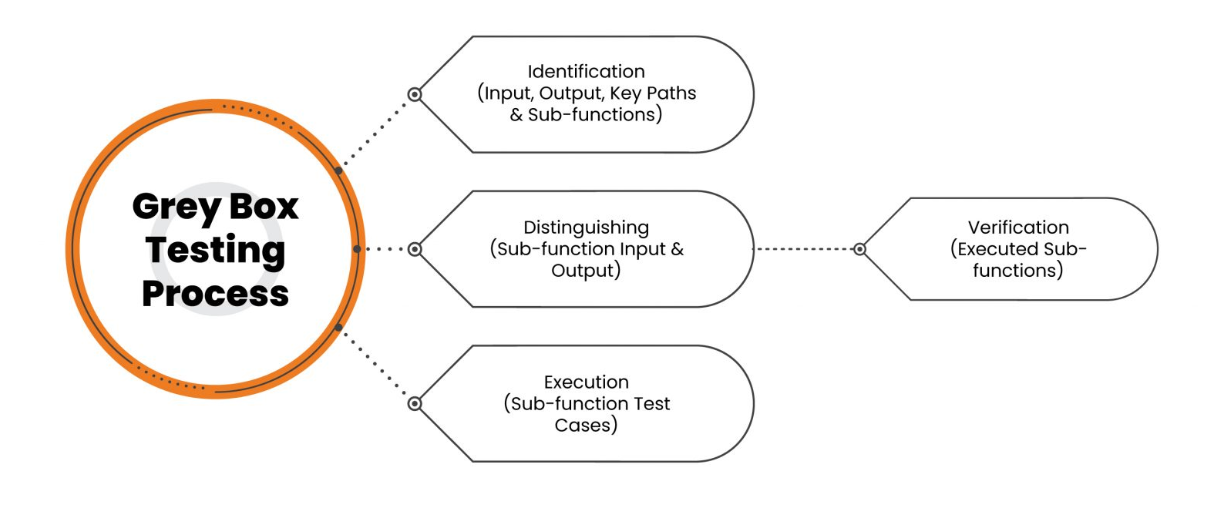 Grey Box
Testing
Process
Identification
(Input, Output, Key Paths
& Sub-functions)
Distinguishing
(Sub-function Input &
Output)
Verification
(Executed Sub-
functions)
Execution
(Sub-function Test
Cases)